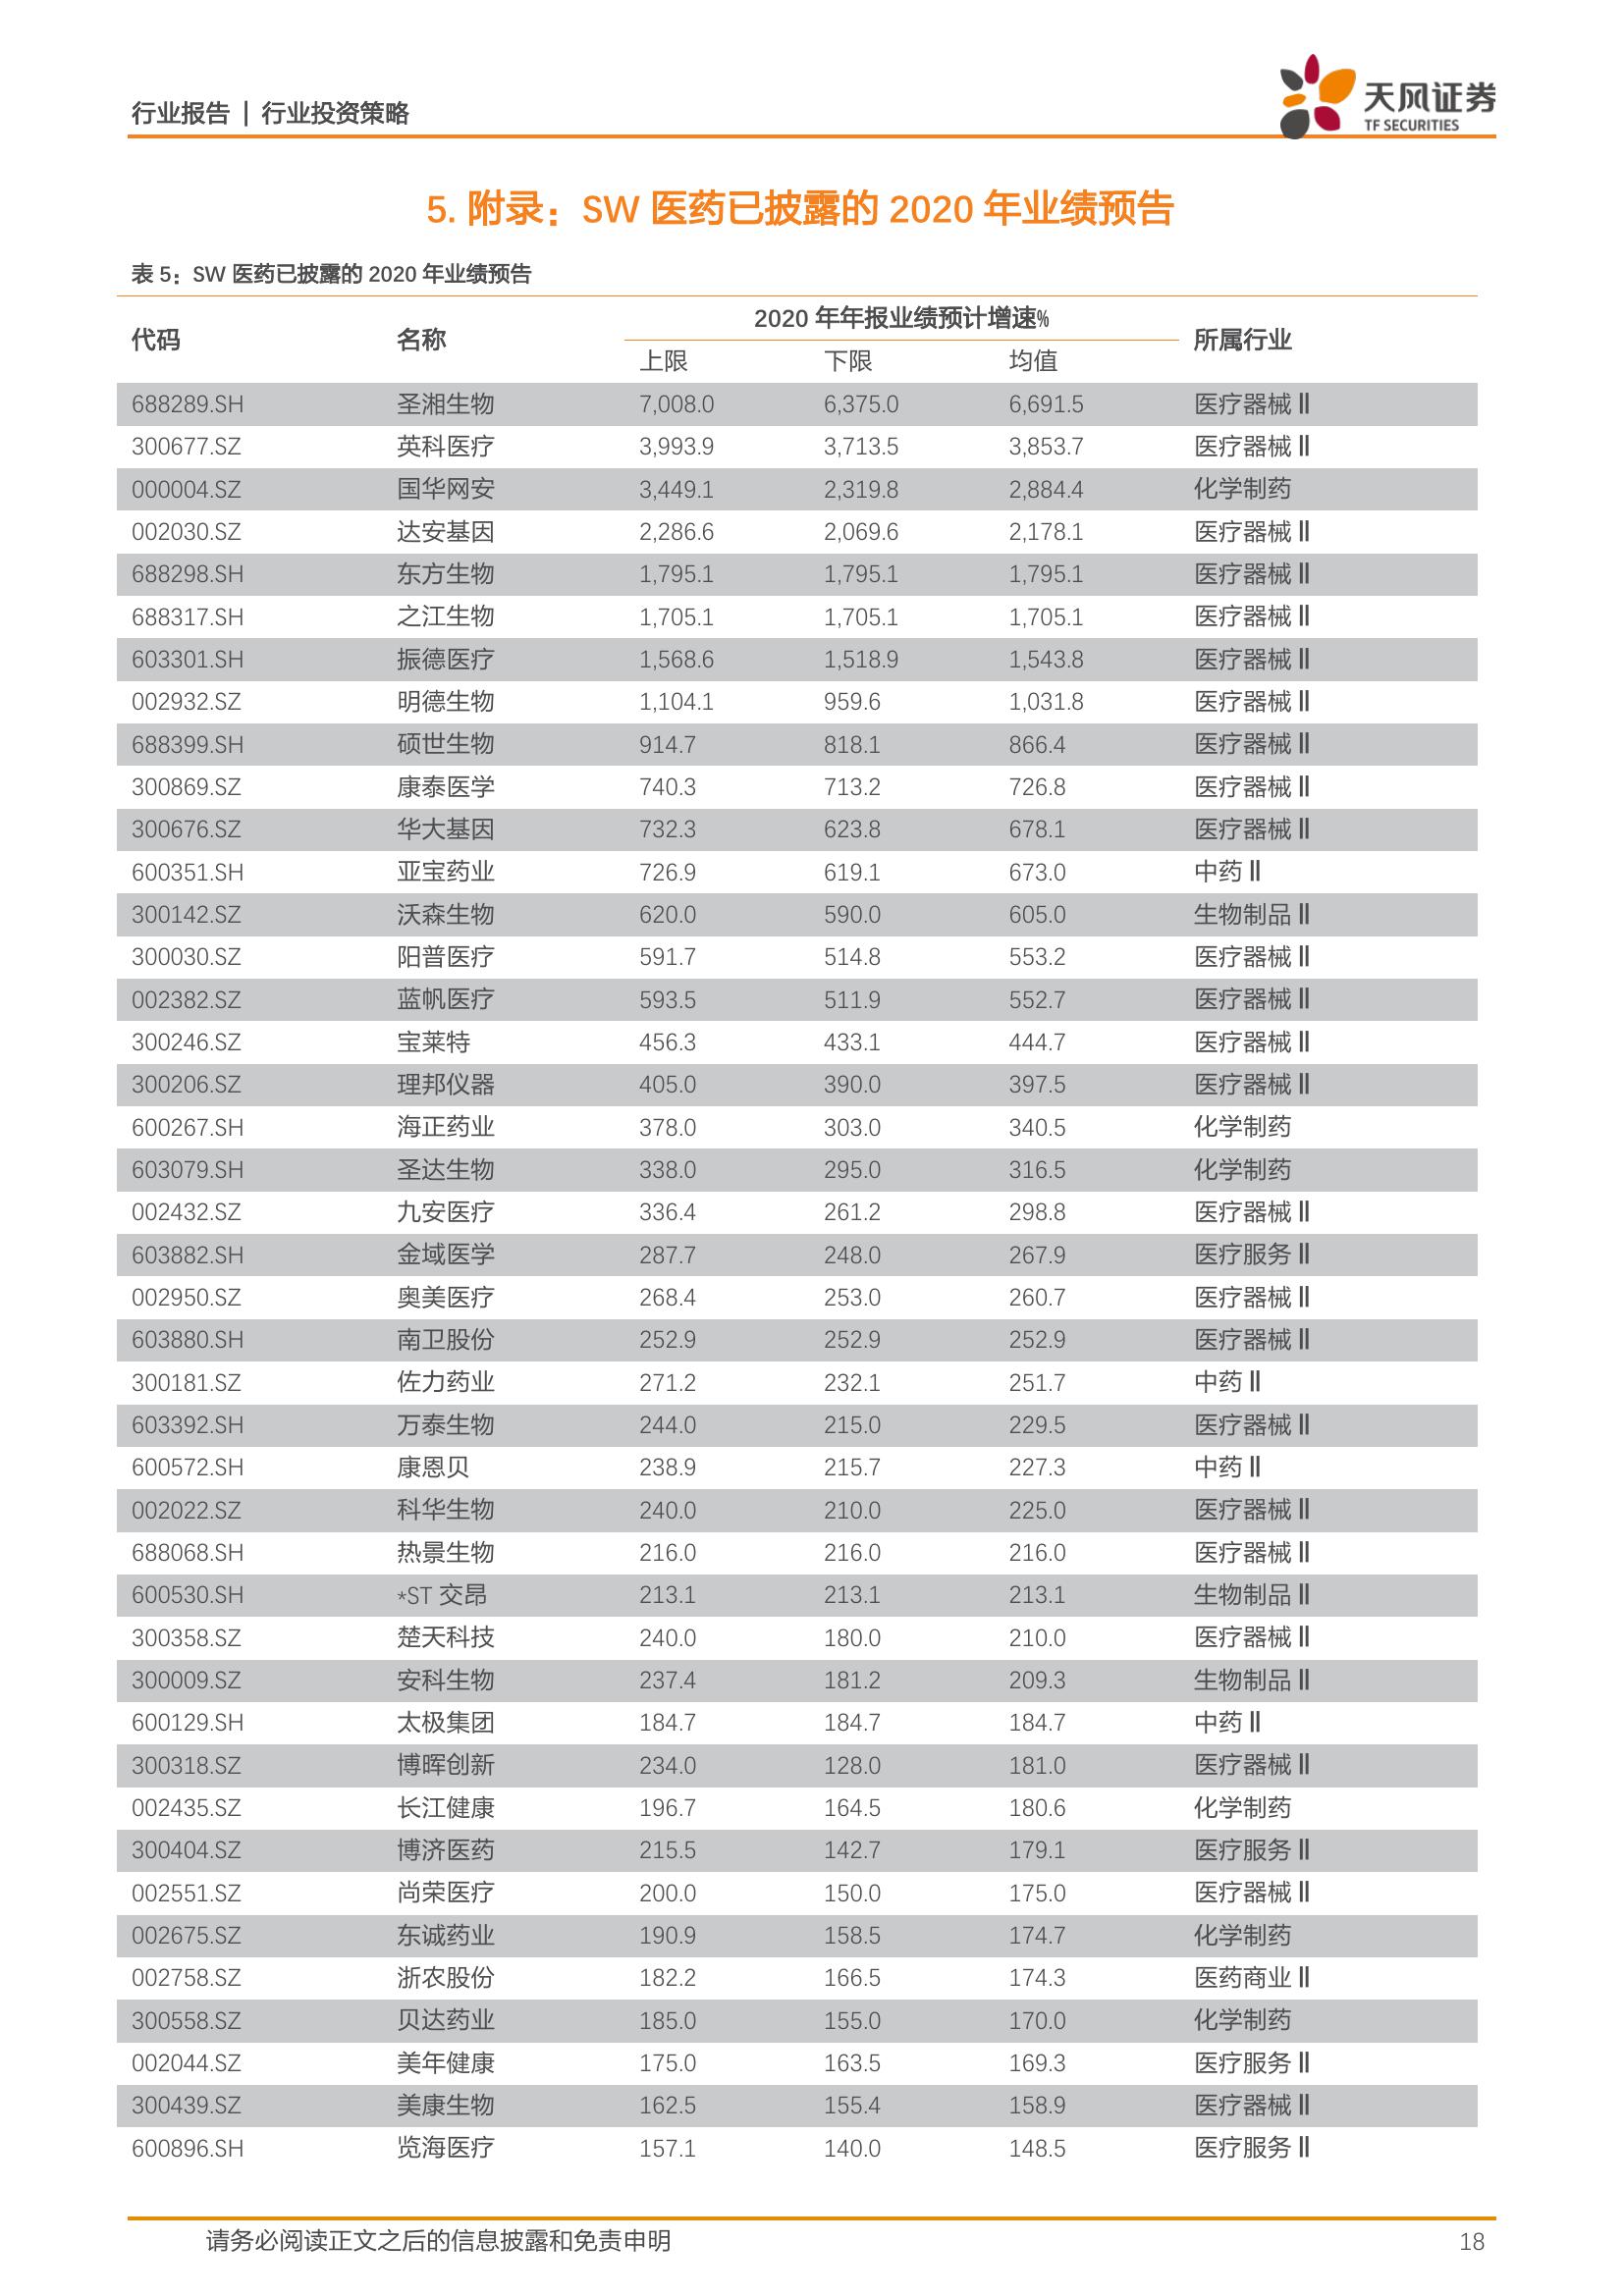 行业报告 | 行业投资策略
天风证券
TF SECURITIES
5. 附录：SW 医药已披露的 2020 年业绩预告
表 5：SW 医药已披露的 2020 年业绩预告
代码 名称 2020 年年报业绩预计增速% 所属行业
上限 下限 均值
688289.SH 圣湘生物 7,008.0 6,375.0 6,691.5 医疗器械Ⅱ
300677.SZ 英科医疗 3,993.9 3,713.5 3,853.7 医疗器械Ⅱ
000004.SZ 国华网安 3,449.1 2,319.8 2,884.4 化学制药
002030.SZ 达安基因 2,286.6 2,069.6 2,178.1 医疗器械Ⅱ
688298.SH 东方生物 1,795.1 1,795.1 1,795.1 医疗器械Ⅱ
688317.SH 之江生物 1,705.1 1,705.1 1,705.1 医疗器械Ⅱ
603301.SH 振德医疗 1,568.6 1,518.9 1,543.8 医疗器械Ⅱ
002932.SZ 明德生物 1,104.1 959.6 1,031.8 医疗器械Ⅱ
688399.SH 硕世生物 914.7 818.1 866.4 医疗器械Ⅱ
300869.SZ 康泰医学 740.3 713.2 726.8 医疗器械Ⅱ
300676.SZ 华大基因 732.3 623.8 678.1 医疗器械Ⅱ
600351.SH 亚宝药业 726.9 619.1 673.0 中药Ⅱ
300142.SZ 沃森生物 620.0 590.0 605.0 生物制品Ⅱ
300030.SZ 阳普医疗 591.7 514.8 553.2 医疗器械Ⅱ
002382.SZ 蓝帆医疗 593.5 511.9 552.7 医疗器械Ⅱ
300246.SZ 宝莱特 456.3 433.1 444.7 医疗器械Ⅱ
300206.SZ 理邦仪器 405.0 390.0 397.5 医疗器械Ⅱ
600267.SH 海正药业 378.0 303.0 340.5 化学制药
603079.SH 圣达生物 338.0 295.0 316.5 化学制药
002432.SZ 九安医疗 336.4 261.2 298.8 医疗器械Ⅱ
603882.SH 金域医学 287.7 248.0 267.9 医疗服务Ⅱ
002950.SZ 奥美医疗 268.4 253.0 260.7 医疗器械Ⅱ
603880.SH 南卫股份 252.9 252.9 252.9 医疗器械Ⅱ
300181.SZ 佐力药业 271.2 232.1 251.7 中药Ⅱ
603392.SH 万泰生物 244.0 215.0 229.5 医疗器械Ⅱ
600572.SH 康恩贝 238.9 215.7 227.3 中药Ⅱ
002022.SZ 科华生物 240.0 210.0 225.0 医疗器械Ⅱ
688068.SH 热景生物 216.0 216.0 216.0 医疗器械Ⅱ
600530.SH *ST 交昂 213.1 213.1 213.1 生物制品Ⅱ
300358.SZ 楚天科技 240.0 180.0 210.0 医疗器械Ⅱ
300009.SZ 安科生物 237.4 181.2 209.3 生物制品Ⅱ
600129.SH 太极集团 184.7 184.7 184.7 中药Ⅱ
300318.SZ 博晖创新 234.0 128.0 181.0 医疗器械Ⅱ
002435.SZ 长江健康 196.7 164.5 180.6 化学制药
300404.SZ 博济医药 215.5 142.7 179.1 医疗服务Ⅱ
002551.SZ 尚荣医疗 200.0 150.0 175.0 医疗器械Ⅱ
002675.SZ 东诚药业 190.9 158.5 174.7 化学制药
002758.SZ 浙农股份 182.2 166.5 174.3 医药商业Ⅱ
300558.SZ 贝达药业 185.0 155.0 170.0 化学制药
002044.SZ 美年健康 175.0 163.5 169.3 医疗服务Ⅱ
300439.SZ 美康生物 162.5 155.4 158.9 医疗器械Ⅱ
600896.SH 览海医疗 157.1 140.0 148.5 医疗服务Ⅱ
请务必阅读正文之后的信息披露和免责申明 18